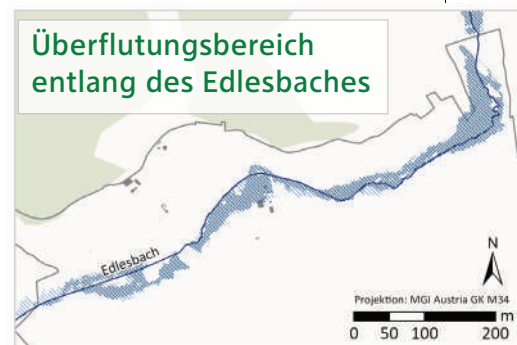 Überflutungsbereich
entlang des Edlesbaches
Edlesbach
N
Projektion: MGI Austria GK M34
m
0 50 100 200